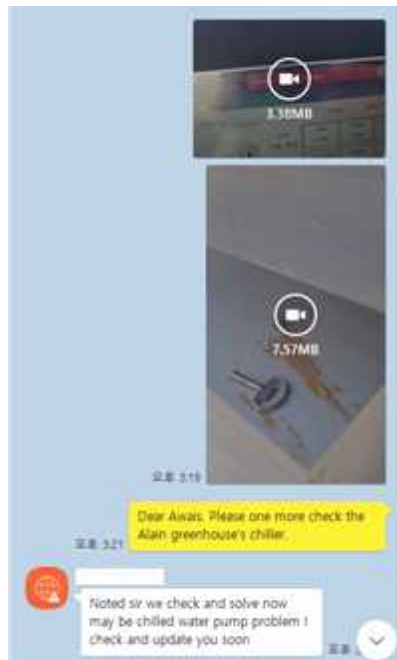 3.38MB
7.57MB
오후 3:19
Dear Awais. Please one more check the
Alain greenhouse's chiller.
오후 3:21
Noted sir we check and solve now
may be chilled water pump problem I
check and update you soon
오후